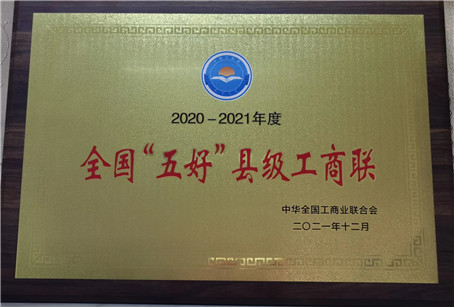 2020-2021年度
全国“五好”县级工商联
中华全国工商业联合会
二〇二一年十二月